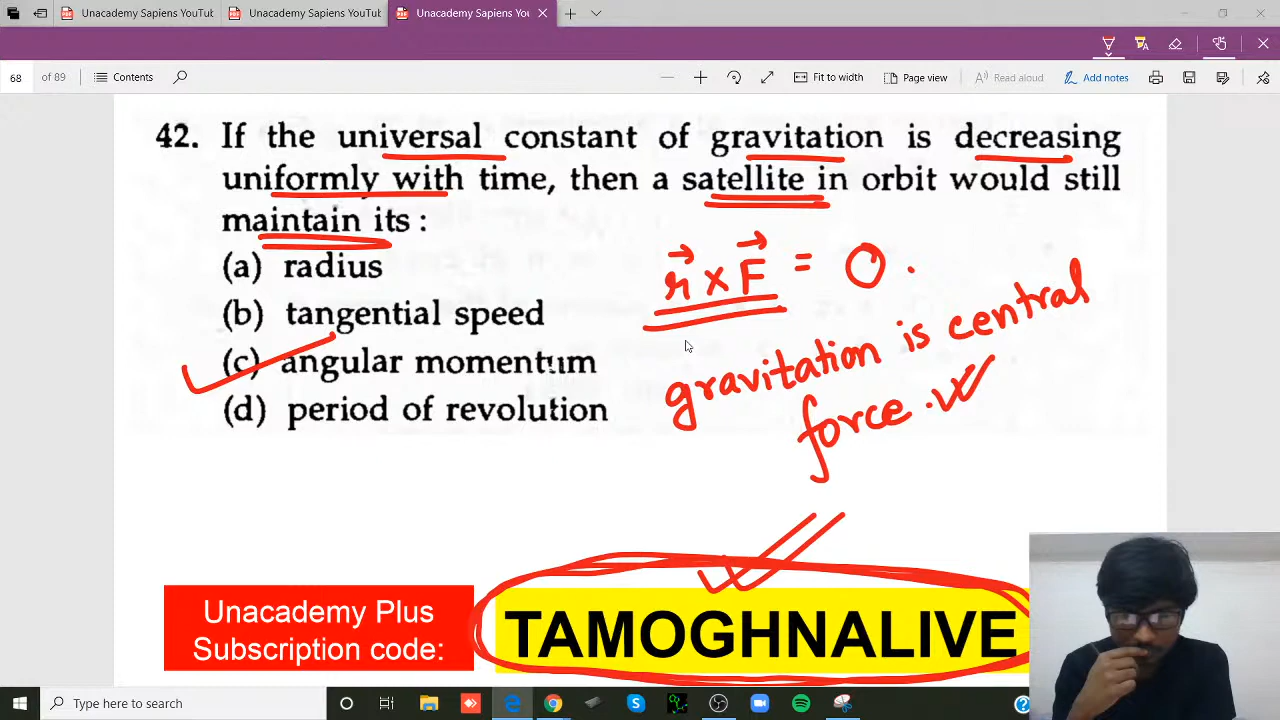 Unacademy Sapiens YouTub
Unacademy Sapiens YouTub
Unacademy Sapiens YouTub
68 of 89 Contents Fit to width Page view Read aloud Add notes
42. If the universal constant of gravitation is decreasing
uniformly with time, then a satellite in orbit would still
maintain its :
(a) radius
(b) tangential speed
(c) angular momentum
(d) period of revolution
r × F = 0.
gravitation is central
force.
Unacademy Plus
Subscription code:
TAMOGHNALIVE
Type here to search